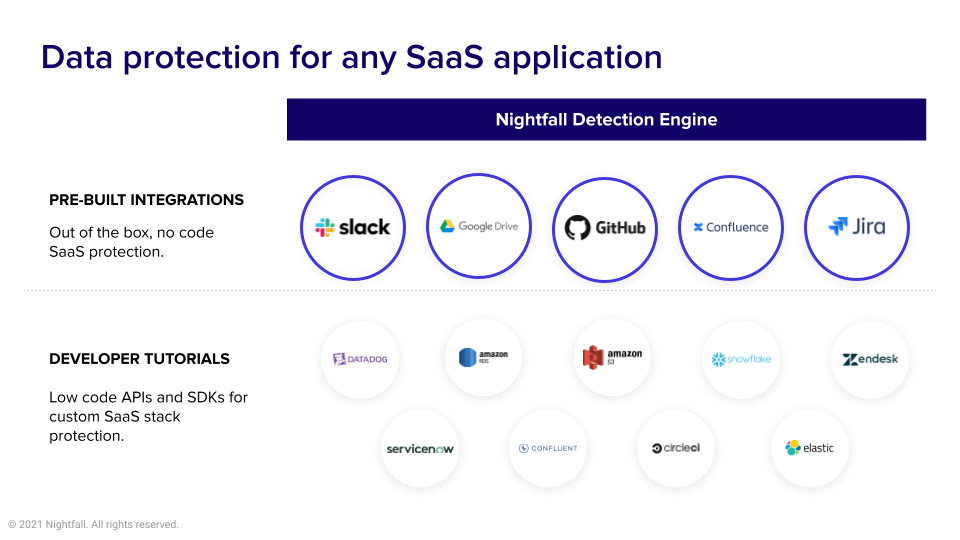 Data protection for any SaaS application
Nightfall Detection Engine
PRE-BUILT INTEGRATIONS
Out of the box, no code
SaaS protection.
slack
Google Drive
GitHub
Confluence
Jira
DEVELOPER TUTORIALS
Low code APIs and SDKs for
custom SaaS stack
protection.
DATADOG
amazon
RDS
amazon
S3
snowflake
Zendesk
servicenow
CONFLUENT
circleci
elastic
© 2021 Nightfall. All rights reserved.